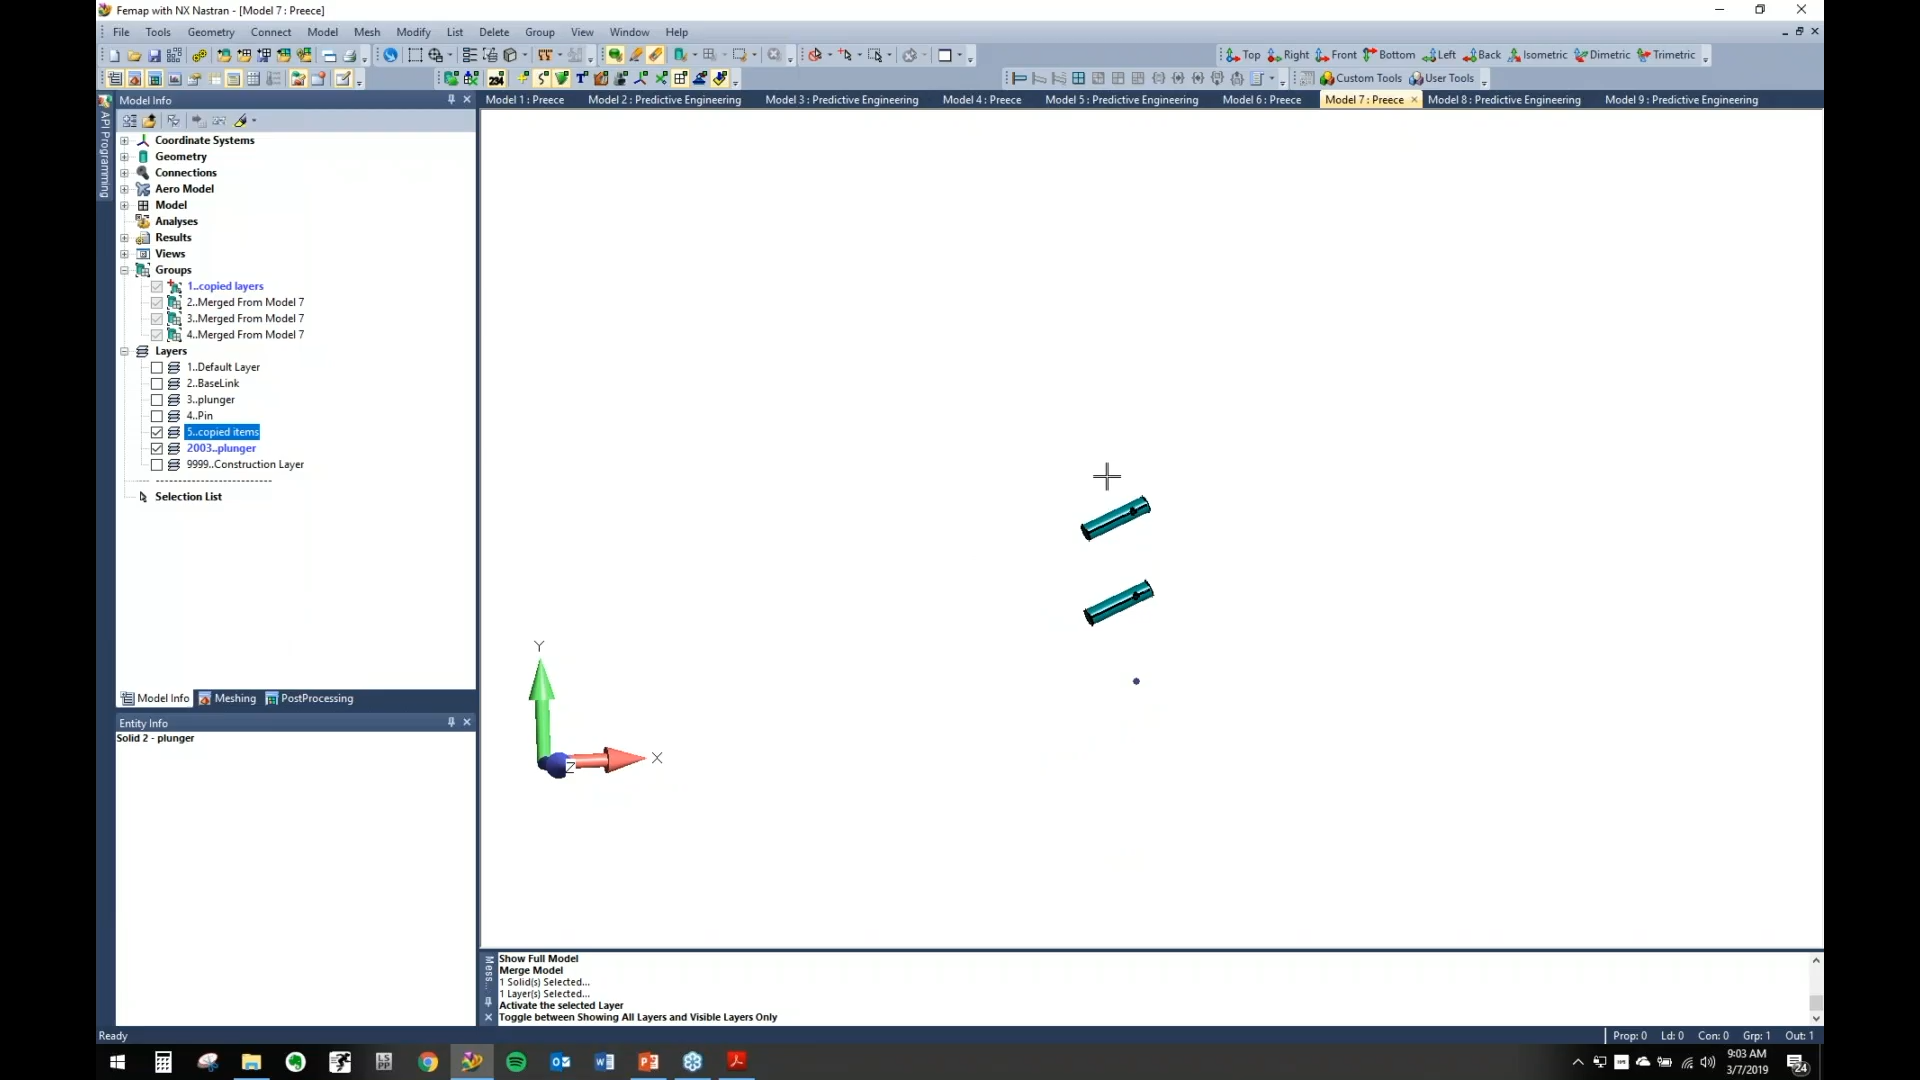 Femap with NX Nastran - [Model 7 : Preece]
File Tools Geometry Connect Model Mesh Modify List Delete Group View Window Help
Top Right Front Bottom Left Back Isometric Dimetric Trimetric
234 T Custom Tools User Tools
Model Info
Model 1 : Preece Model 2 : Predictive Engineering Model 3 : Predictive Engineering Model 4 : Preece Model 5 : Predictive Engineering Model 6 : Preece Model 7 : Preece Model 8 : Predictive Engineering Model 9 : Predictive Engineering
API Programming
Coordinate Systems
Geometry
Connections
Aero Model
Model
Analyses
Results
Views
Groups
1..copied layers
2..Merged From Model 7
3..Merged From Model 7
4..Merged From Model 7
Layers
1..Default Layer
2..BaseLink
3..plunger
4..Pin
5..copied items
2003..plunger
9999..Construction Layer
Selection List
Y
X
Z
Model Info Meshing PostProcessing
Entity Info
Solid 2 - plunger
Mess...
Show Full Model
Merge Model
1 Solid(s) Selected...
1 Layer(s) Selected...
Activate the selected Layer
Toggle between Showing All Layers and Visible Layers Only
Ready
Prop: 0 Ld: 0 Con: 0 Grp: 1 Out: 1
LS PP
9:03 AM
3/7/2019
24